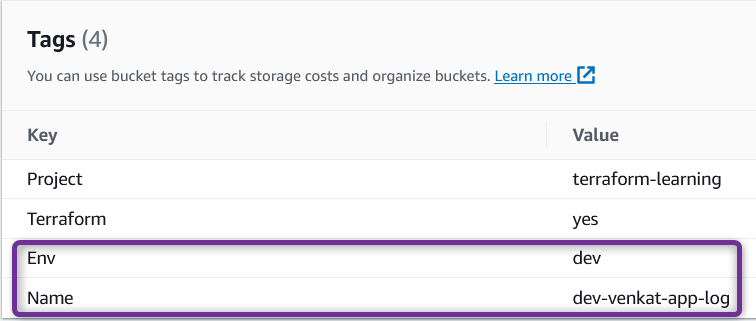 Tags (4)
You can use bucket tags to track storage costs and organize buckets. Learn more
Key Value
Project terraform-learning
Terraform yes
Env dev
Name dev-venkat-app-log